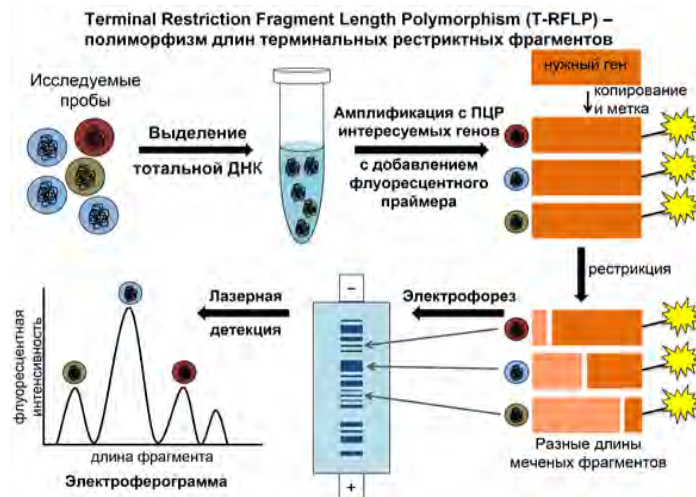 Terminal Restriction Fragment Length Polymorphism (T-RFLP) –
полиморфизм длин терминальных рестриктных фрагментов
Исследуемые
пробы
Выделение
тотальной ДНК
Амплификация с ПЦР
интересуемых генов
с добавлением
флуоресцентного
праймера
нужный ген
копирование
и метка
рестрикция
Разные длины
меченых фрагментов
Электрофорез
–
+
Лазерная
детекция
флуоресцентная
интенсивность
длина фрагмента
Электроферограмма